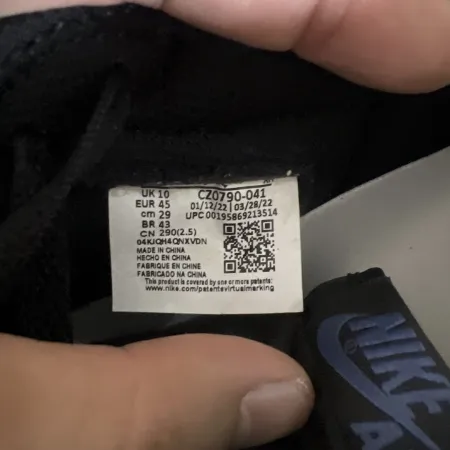 UK 10 CZ0790-041
EUR 45 01/12/22 | 03/28/22
cm 29 UPC 00195869213514
BR 43
CN 290(2.5)
04KJQH4QNXVDN
MADE IN CHINA
HECHO EN CHINA
FABRIQUE EN CHINE
FABRICADO NA CHINA
This product is covered by one or more patents:
www.nike.com/patentsvirtualmarking
NIKE
A